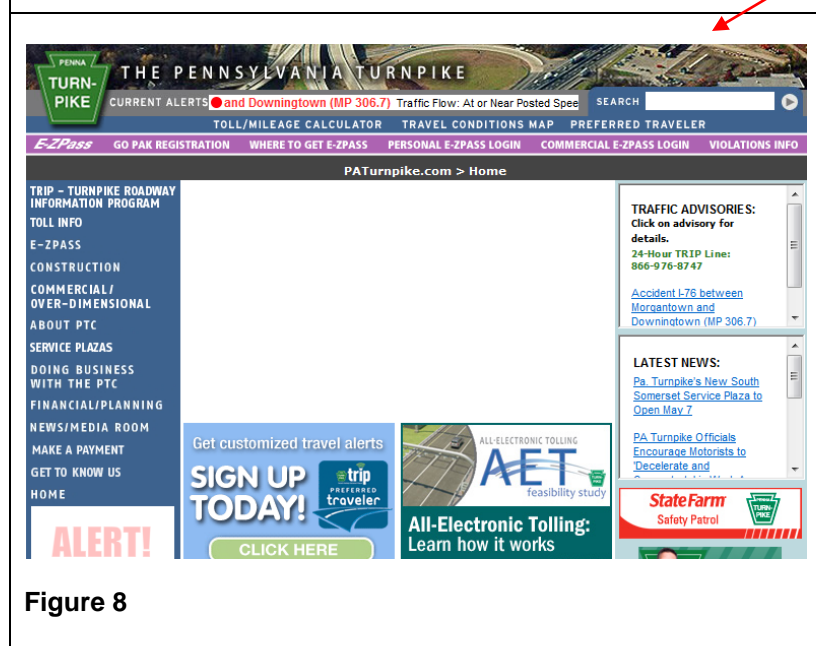 PENNA
TURN-
PIKE
THE PENNSYLVANIA TURNPIKE
CURRENT ALERTS and Downingtown (MP 306.7) Traffic Flow: At or Near Posted Spee SEARCH
TOLL/MILEAGE CALCULATOR TRAVEL CONDITIONS MAP PREFERRED TRAVELER
E-ZPass GO PAK REGISTRATION WHERE TO GET E-ZPASS PERSONAL E-ZPASS LOGIN COMMERCIAL E-ZPASS LOGIN VIOLATIONS INFO
PATurnpike.com > Home
TRIP - TURNPIKE ROADWAY
INFORMATION PROGRAM
TOLL INFO
E-ZPASS
CONSTRUCTION
COMMERCIAL/
OVER-DIMENSIONAL
ABOUT PTC
SERVICE PLAZAS
DOING BUSINESS
WITH THE PTC
FINANCIAL/PLANNING
NEWS/MEDIA ROOM
MAKE A PAYMENT
GET TO KNOW US
HOME
ALERT!
Get customized travel alerts
SIGN UP
TODAY!
trip
PREFERRED
traveler
CLICK HERE
ALL-ELECTRONIC TOLLING
AET
feasibility study
All-Electronic Tolling:
Learn how it works
TRAFFIC ADVISORIES:
Click on advisory for
details.
24-Hour TRIP Line:
866-976-8747
Accident I-76 between
Morgantown and
Downingtown (MP 306.7)
LATEST NEWS:
Pa. Turnpike's New South
Somerset Service Plaza to
Open May 7
PA Turnpike Officials
Encourage Motorists to
'Decelerate and
State Farm
Safety Patrol
TURN-
PIKE
Figure 8